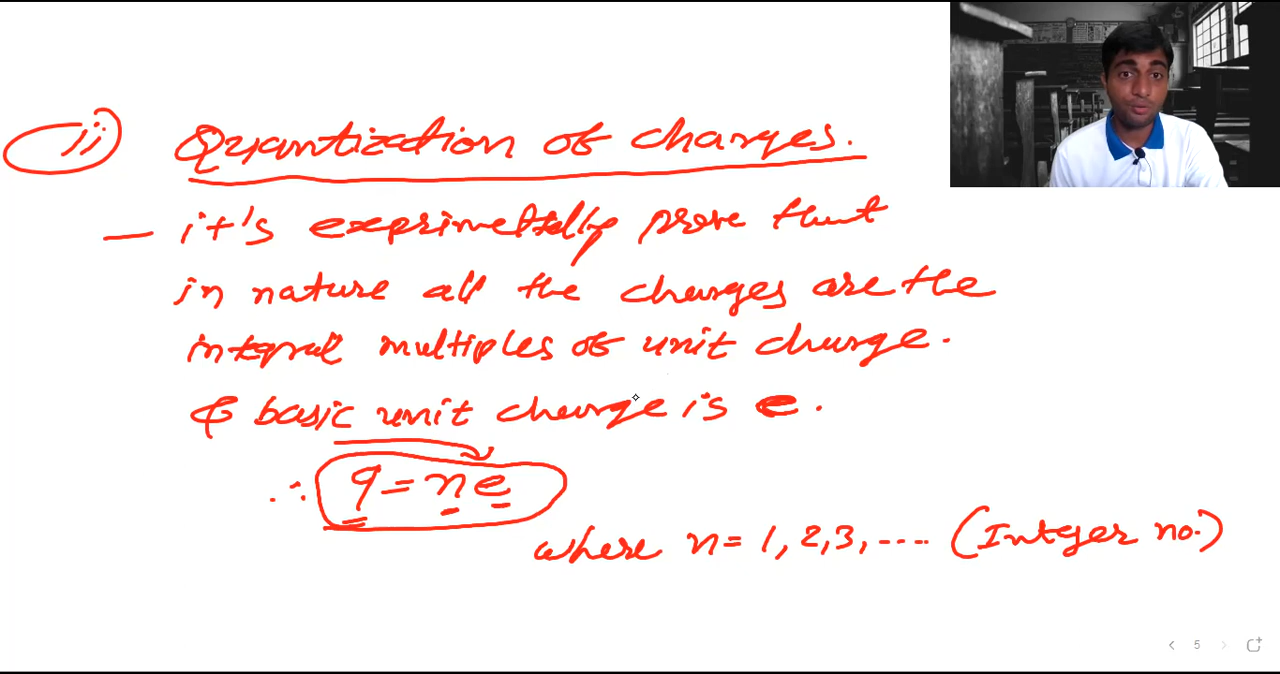 ii) Quantization of charges.
— it's exprimetally prove that
in nature all the charges are the
integral multiples of unit charge.
& basic unit charge is e.
∴ q = ne
where n = 1, 2, 3, .... (Integer no.)
5